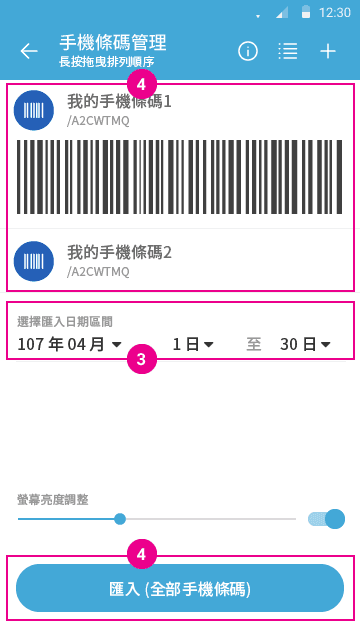 12:30
手機條碼管理
長按拖曳排列順序
4
我的手機條碼1
/A2CWTMQ
我的手機條碼2
/A2CWTMQ
選擇匯入日期區間
107 年 04 月 1 日 至 30 日
3
螢幕亮度調整
4
匯入 (全部手機條碼)